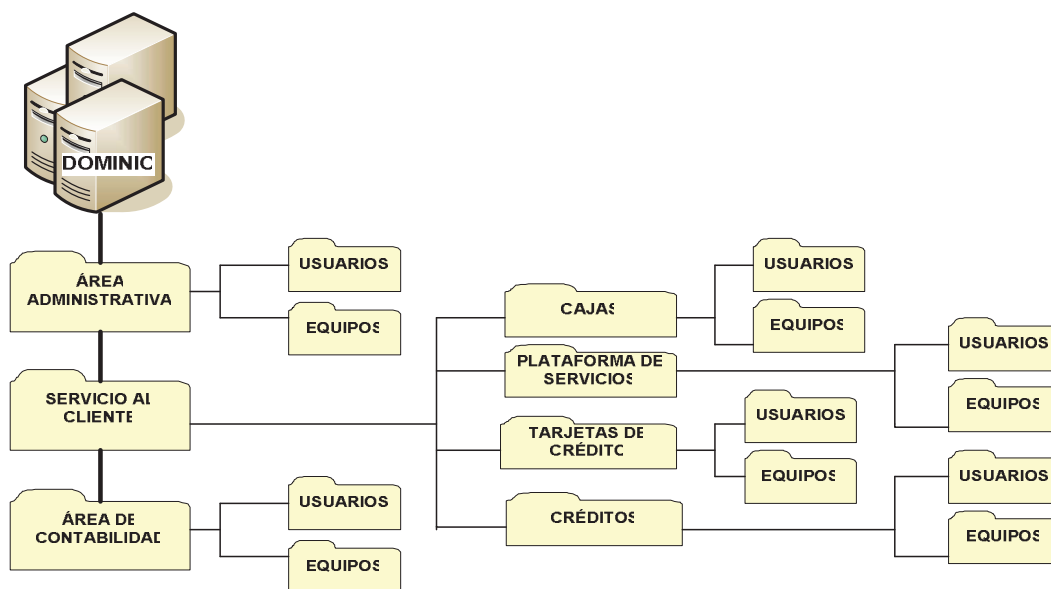 DOMINIO
ÁREA
ADMINISTRATIVA
USUARIOS
EQUIPOS
SERVICIO AL
CLIENTE
CAJAS
USUARIOS
EQUIPOS
PLATAFORMA DE
SERVICIOS
USUARIOS
EQUIPOS
TARJETAS DE
CRÉDITO
USUARIOS
EQUIPOS
CRÉDITOS
USUARIOS
EQUIPOS
ÁREA DE
CONTABILIDAD
USUARIOS
EQUIPOS